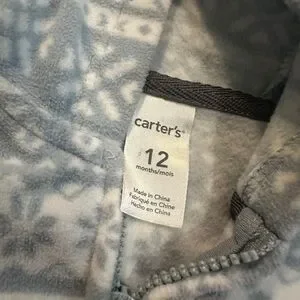 carter's®
12
months/mois
Made in China
Fabriqué en Chine
Hecho en China